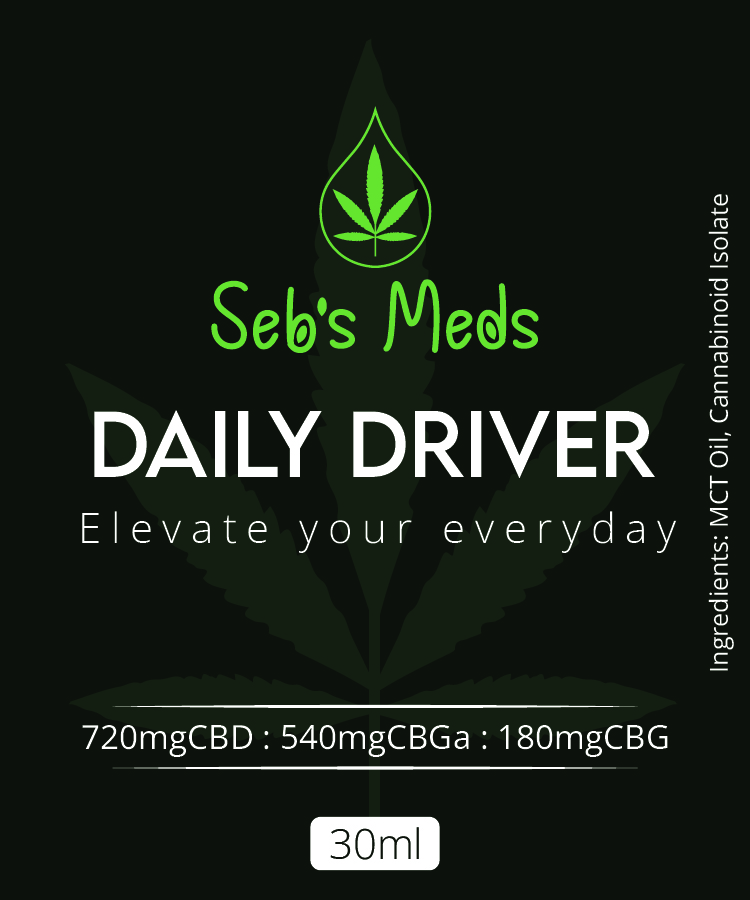 Seb's Meds
DAILY DRIVER
Elevate your everyday
720mgCBD : 540mgCBGa : 180mgCBG
30ml
Ingredients: MCT Oil, Cannabinoid Isolate